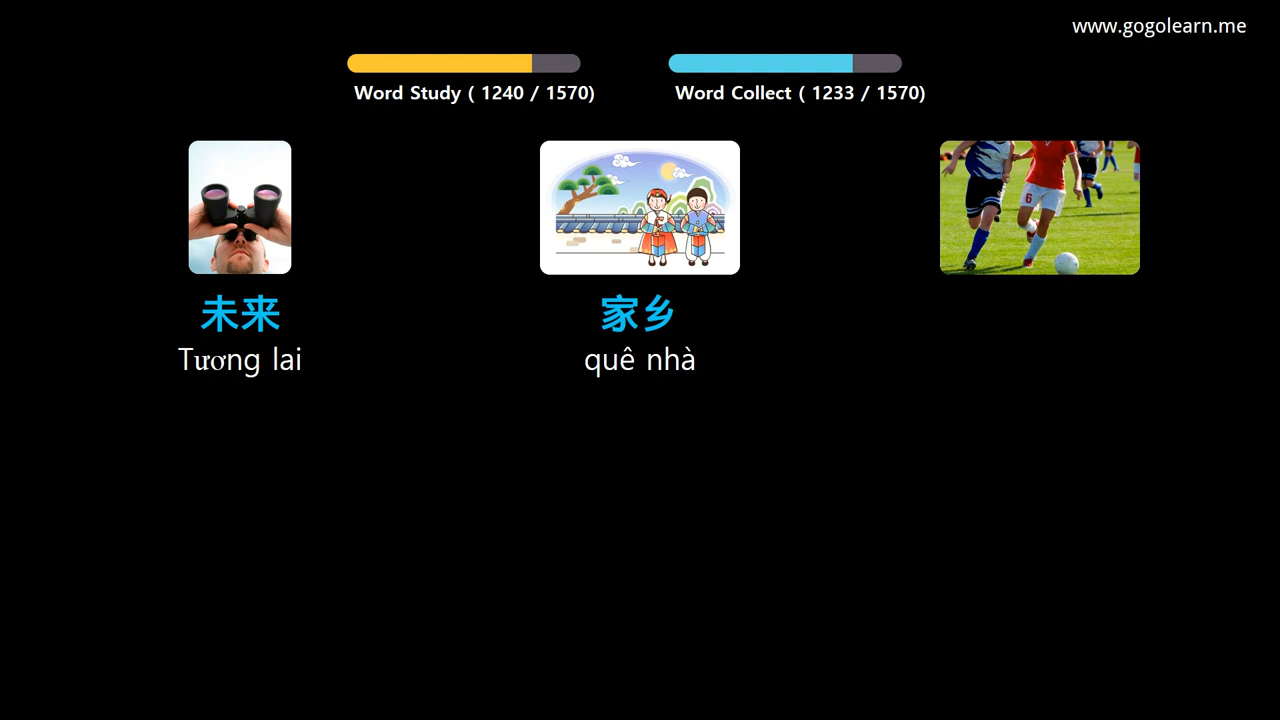 www.gogolearn.me
Word Study ( 1240 / 1570)
Word Collect ( 1233 / 1570)
未来
Tương lai
家乡
quê nhà
6